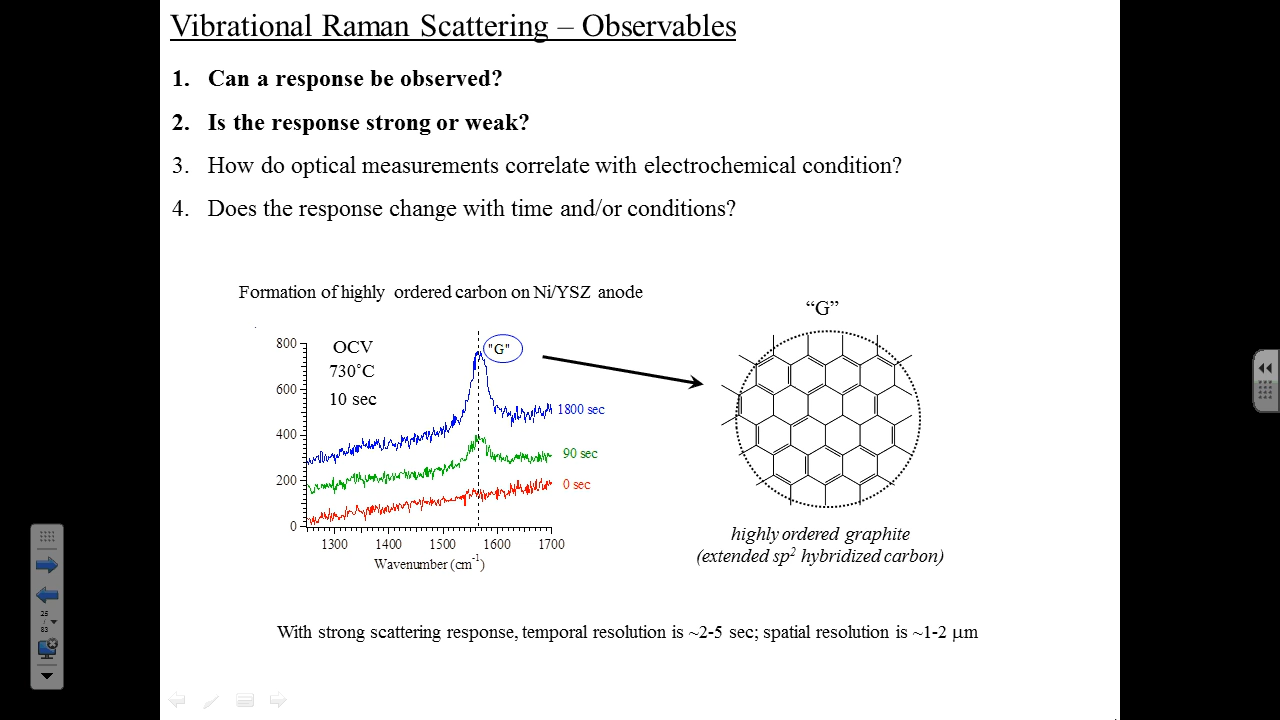 Vibrational Raman Scattering – Observables
1. Can a response be observed?
2. Is the response strong or weak?
3. How do optical measurements correlate with electrochemical condition?
4. Does the response change with time and/or conditions?
Formation of highly ordered carbon on Ni/YSZ anode
“G”
800
600
400
200
0
OCV
730˚C
10 sec
"G"
1800 sec
90 sec
0 sec
1300 1400 1500 1600 1700
Wavenumber (cm⁻¹)
highly ordered graphite
(extended sp² hybridized carbon)
With strong scattering response, temporal resolution is ~2-5 sec; spatial resolution is ~1-2 μm
25
/
83